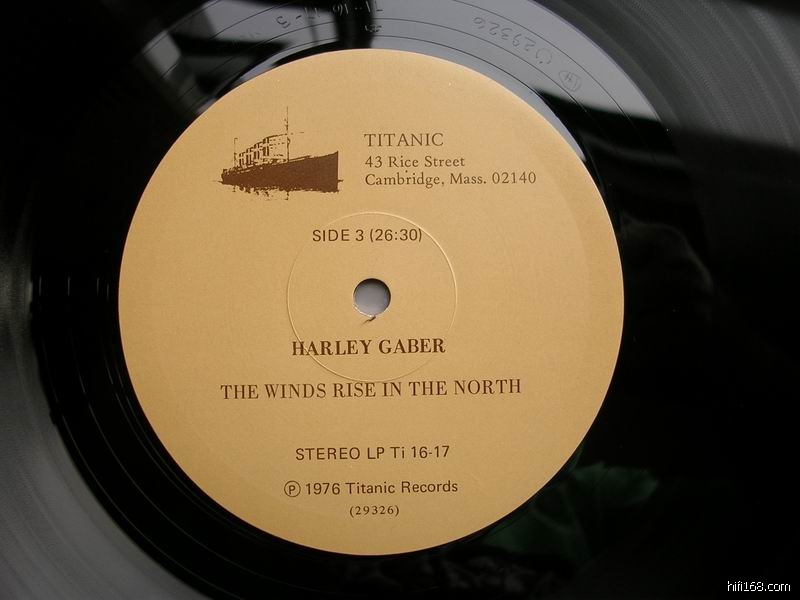 TITANIC
43 Rice Street
Cambridge, Mass. 02140
SIDE 3 (26:30)
HARLEY GABER
THE WINDS RISE IN THE NORTH
STEREO LP Ti 16-17
Ⓟ 1976 Titanic Records
(29326)
hifi168.com